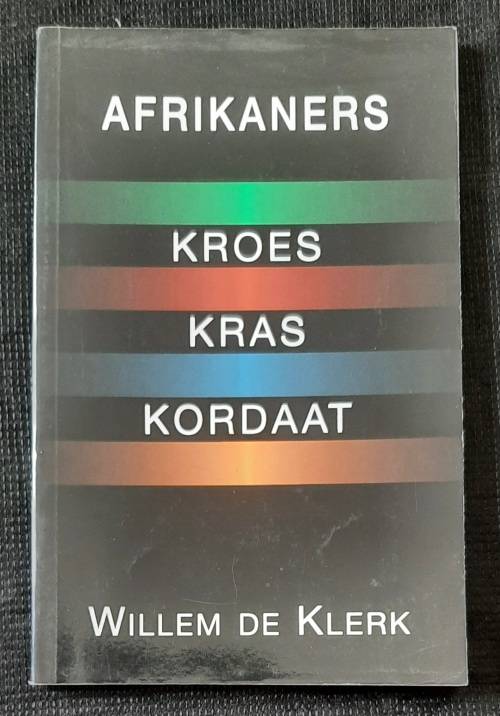 AFRIKANERS
KROES
KRAS
KORDAAT
WILLEM DE KLERK